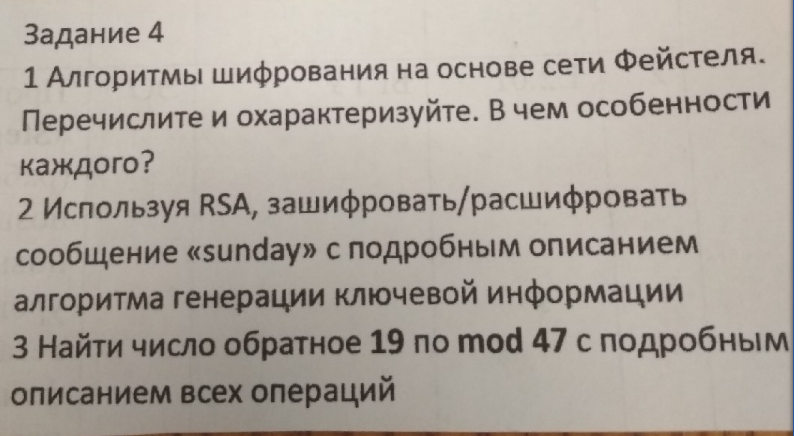 Задание 4
1 Алгоритмы шифрования на основе сети Фейстеля.
Перечислите и охарактеризуйте. В чем особенности
каждого?
2 Используя RSA, зашифровать/расшифровать
сообщение «sunday» с подробным описанием
алгоритма генерации ключевой информации
3 Найти число обратное 19 по mod 47 с подробным
описанием всех операций